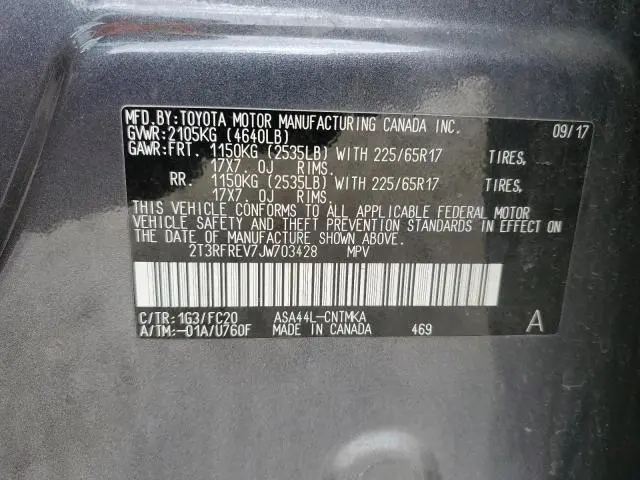 MFD.BY:TOYOTA MOTOR MANUFACTURING CANADA INC. 09/17
GVWR:2105KG (4640LB)
GAWR:FRT. 1150KG (2535LB) WITH 225/65R17 TIRES,
17X7.0J RIMS.
RR. 1150KG (2535LB) WITH 225/65R17 TIRES,
17X7.0J RIMS.
THIS VEHICLE CONFORMS TO ALL APPLICABLE FEDERAL MOTOR
VEHICLE SAFETY AND THEFT PREVENTION STANDARDS IN EFFECT ON
THE DATE OF MANUFACTURE SHOWN ABOVE.
2T3RFREV7JW703428 MPV
C/TR:1G3/FC20 ASA44L-CNTMKA
A/TM:-01A/U760F MADE IN CANADA 469 A